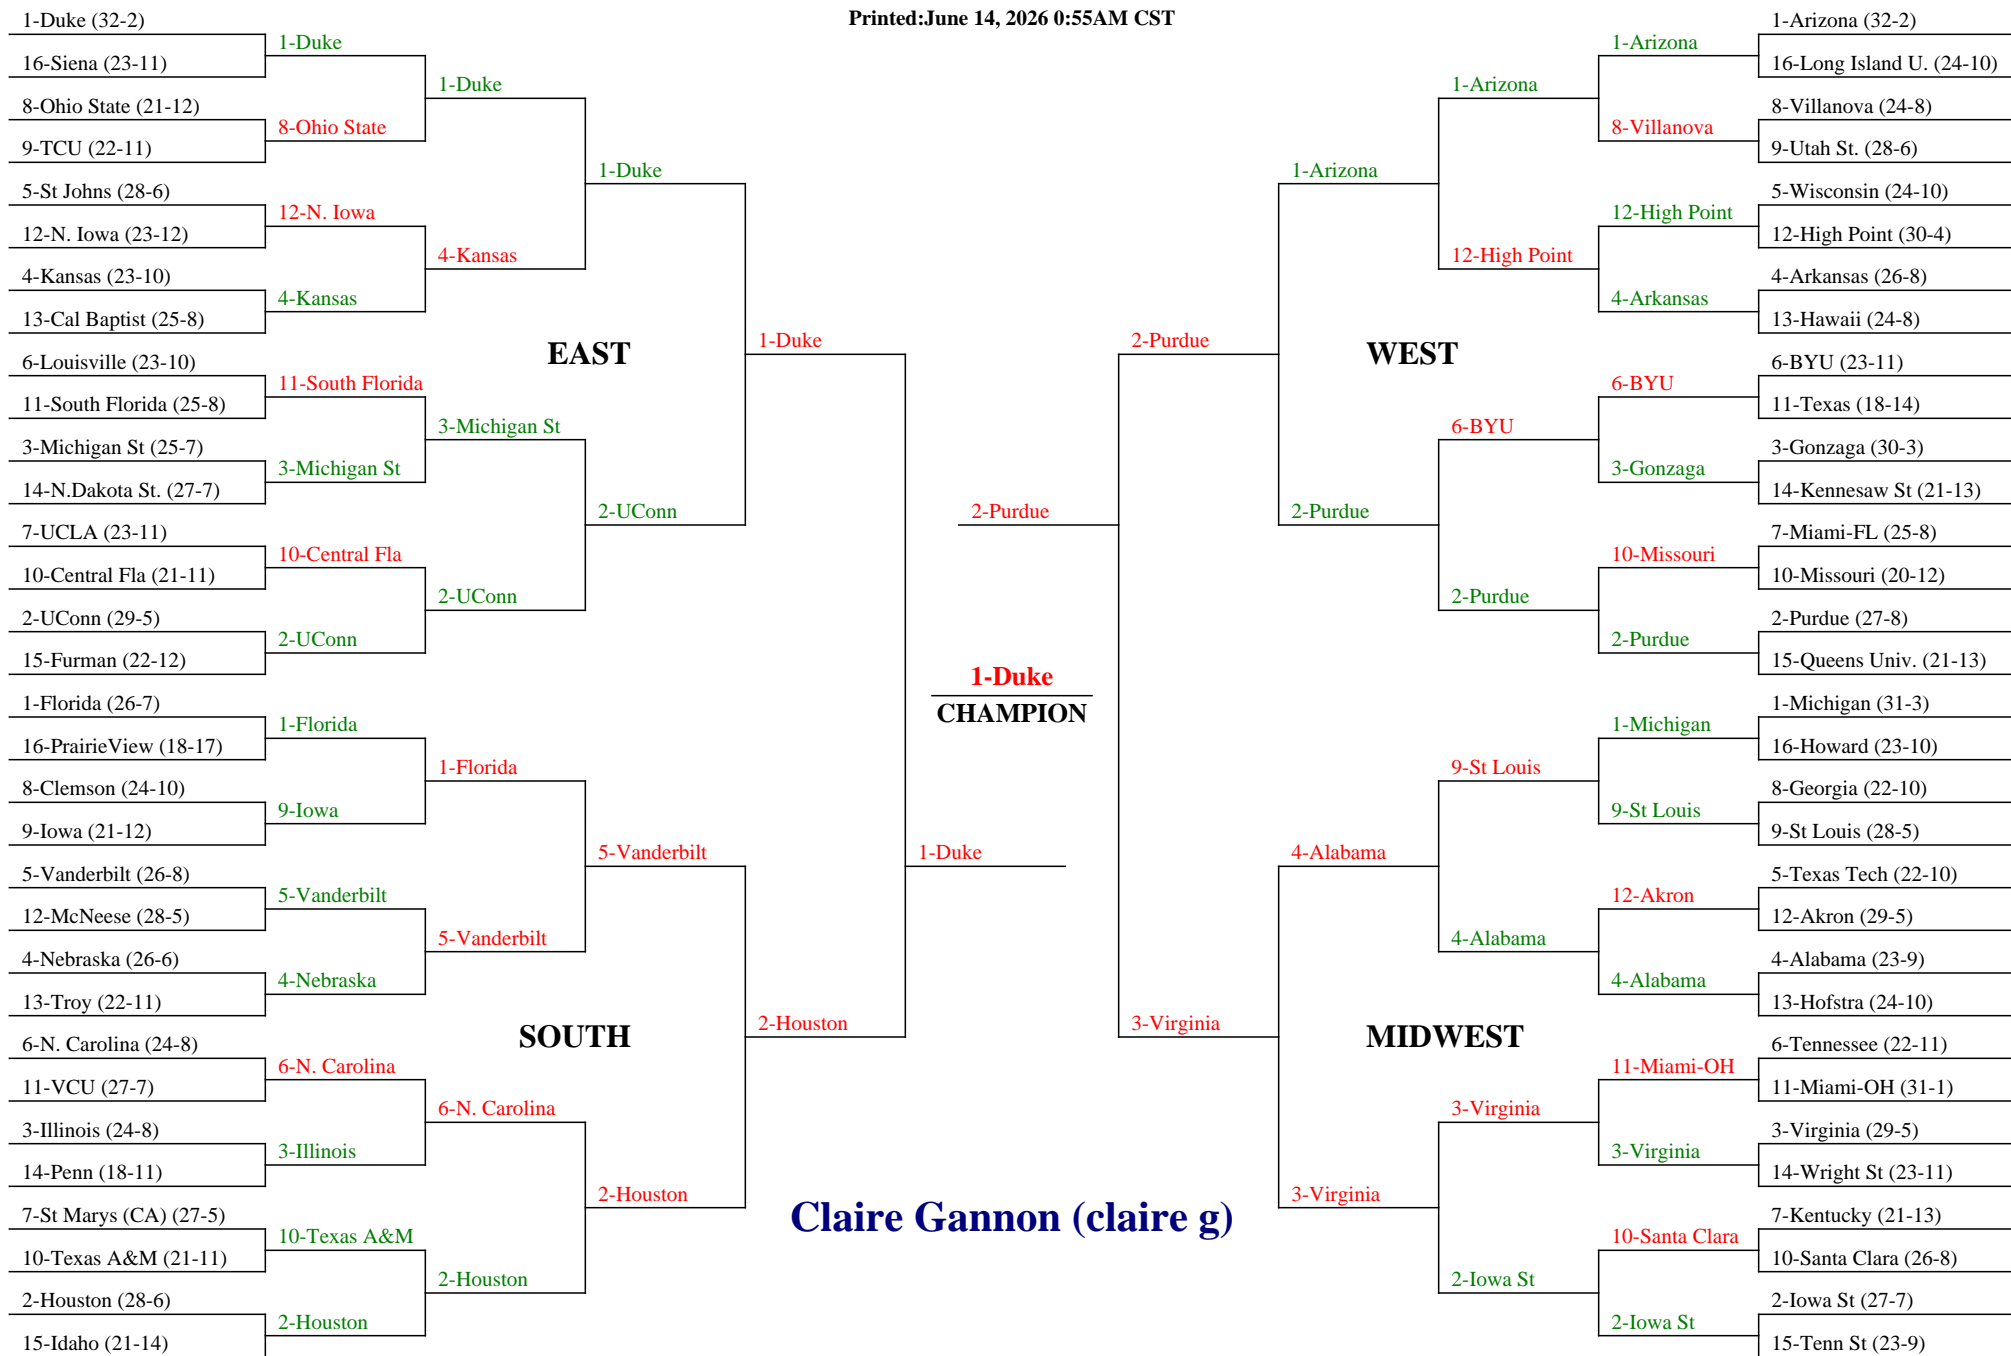 Printed:June 14, 2026 0:55AM CST
1-Duke (32-2)
16-Siena (23-11)
8-Ohio State (21-12)
9-TCU (22-11)
5-St Johns (28-6)
12-N. Iowa (23-12)
4-Kansas (23-10)
13-Cal Baptist (25-8)
6-Louisville (23-10)
11-South Florida (25-8)
3-Michigan St (25-7)
14-N.Dakota St. (27-7)
7-UCLA (23-11)
10-Central Fla (21-11)
2-UConn (29-5)
15-Furman (22-12)
1-Florida (26-7)
16-PrairieView (18-17)
8-Clemson (24-10)
9-Iowa (21-12)
5-Vanderbilt (26-8)
12-McNeese (28-5)
4-Nebraska (26-6)
13-Troy (22-11)
6-N. Carolina (24-8)
11-VCU (27-7)
3-Illinois (24-8)
14-Penn (18-11)
7-St Marys (CA) (27-5)
10-Texas A&M (21-11)
2-Houston (28-6)
15-Idaho (21-14)
1-Duke
8-Ohio State
12-N. Iowa
4-Kansas
11-South Florida
3-Michigan St
10-Central Fla
2-UConn
1-Florida
9-Iowa
5-Vanderbilt
4-Nebraska
6-N. Carolina
3-Illinois
10-Texas A&M
2-Houston
1-Duke
4-Kansas
3-Michigan St
2-UConn
1-Florida
5-Vanderbilt
6-N. Carolina
2-Houston
1-Duke
EAST
2-UConn
5-Vanderbilt
SOUTH
2-Houston
1-Duke
2-Houston
1-Duke
2-Purdue
1-Duke
CHAMPION
Claire Gannon (claire g)
2-Purdue
3-Virginia
1-Arizona
WEST
2-Purdue
4-Alabama
MIDWEST
3-Virginia
1-Arizona
12-High Point
6-BYU
2-Purdue
9-St Louis
4-Alabama
3-Virginia
2-Iowa St
1-Arizona
8-Villanova
12-High Point
4-Arkansas
6-BYU
3-Gonzaga
10-Missouri
2-Purdue
1-Michigan
9-St Louis
12-Akron
4-Alabama
11-Miami-OH
3-Virginia
10-Santa Clara
2-Iowa St
1-Arizona (32-2)
16-Long Island U. (24-10)
8-Villanova (24-8)
9-Utah St. (28-6)
5-Wisconsin (24-10)
12-High Point (30-4)
4-Arkansas (26-8)
13-Hawaii (24-8)
6-BYU (23-11)
11-Texas (18-14)
3-Gonzaga (30-3)
14-Kennesaw St (21-13)
7-Miami-FL (25-8)
10-Missouri (20-12)
2-Purdue (27-8)
15-Queens Univ. (21-13)
1-Michigan (31-3)
16-Howard (23-10)
8-Georgia (22-10)
9-St Louis (28-5)
5-Texas Tech (22-10)
12-Akron (29-5)
4-Alabama (23-9)
13-Hofstra (24-10)
6-Tennessee (22-11)
11-Miami-OH (31-1)
3-Virginia (29-5)
14-Wright St (23-11)
7-Kentucky (21-13)
10-Santa Clara (26-8)
2-Iowa St (27-7)
15-Tenn St (23-9)